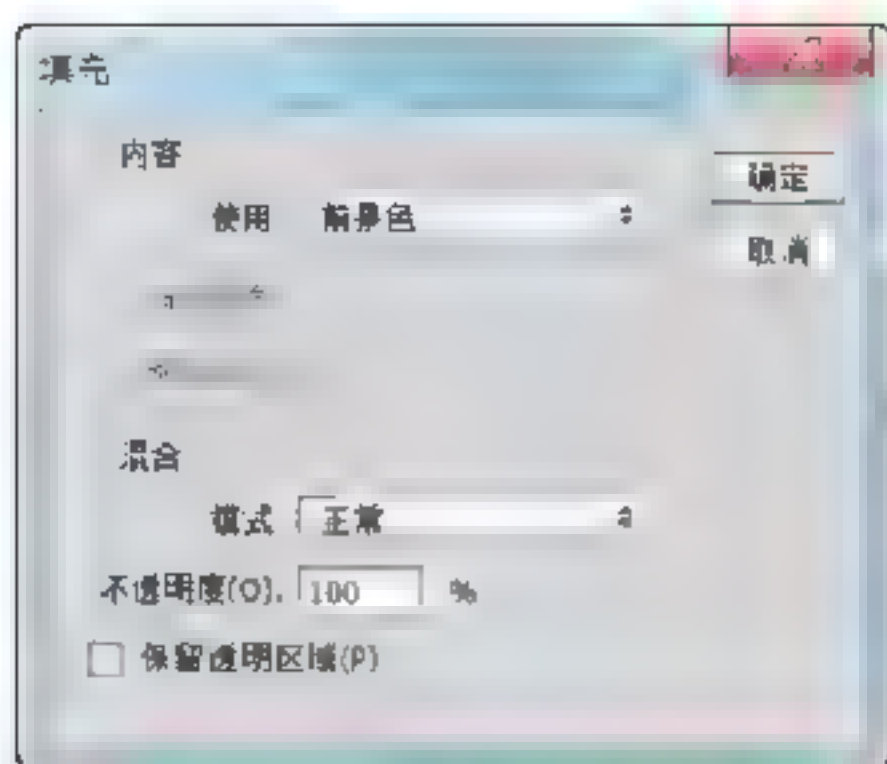 填充
内容
确定
使用 前景色
取消
混合
模式 正常
不透明度(O): 100 %
保留透明区域(P)